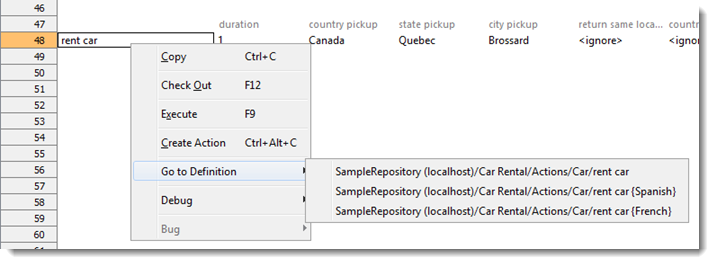 46
47 duration country pickup state pickup city pickup return same loca... countr
48 rent car 1 Canada Quebec Brossard <ignore> <ignor
49
50
51
52
53
54
55
56
57
58
59
60
Copy Ctrl+C
Check Out F12
Execute F9
Create Action Ctrl+Alt+C
Go to Definition
Debug
Bug
SampleRepository (localhost)/Car Rental/Actions/Car/rent car
SampleRepository (localhost)/Car Rental/Actions/Car/rent car {Spanish}
SampleRepository (localhost)/Car Rental/Actions/Car/rent car {French}